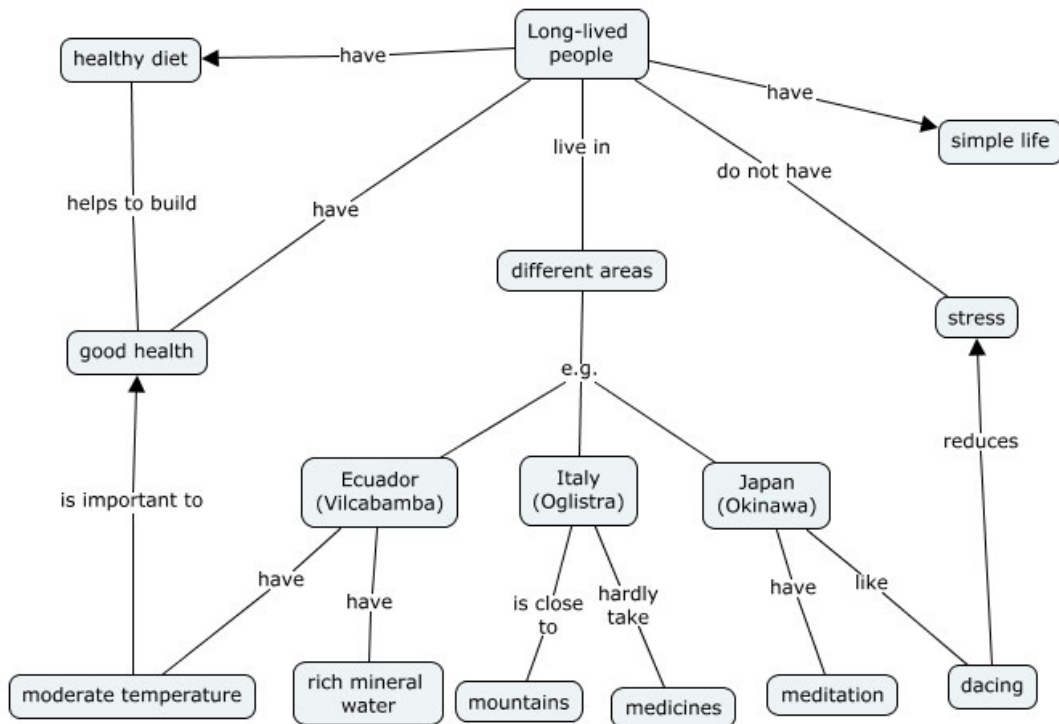 Long-lived
people
healthy diet
have
have
simple life
live in
do not have
helps to build
have
different areas
stress
good health
e.g.
reduces
is important to
Ecuador
(Vilcabamba)
Italy
(Oglistra)
Japan
(Okinawa)
have
have
is close
to
hardly
take
have
like
moderate temperature
rich mineral
water
mountains
medicines
meditation
dacing